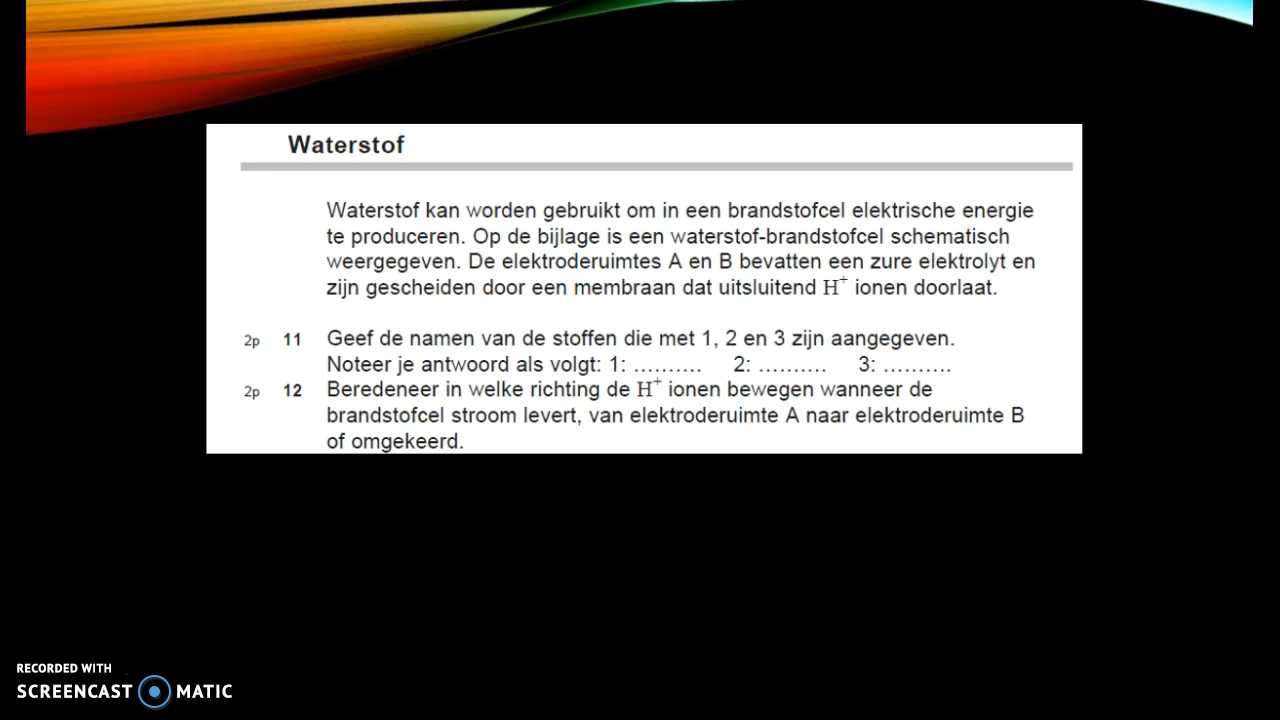 Waterstof
Waterstof kan worden gebruikt om in een brandstofcel elektrische energie
te produceren. Op de bijlage is een waterstof-brandstofcel schematisch
weergegeven. De elektroderuimtes A en B bevatten een zure elektrolyt en
zijn gescheiden door een membraan dat uitsluitend H⁺ ionen doorlaat.
2p 11 Geef de namen van de stoffen die met 1, 2 en 3 zijn aangegeven.
Noteer je antwoord als volgt: 1: .......... 2: .......... 3: ..........
2p 12 Beredeneer in welke richting de H⁺ ionen bewegen wanneer de
brandstofcel stroom levert, van elektroderuimte A naar elektroderuimte B
of omgekeerd.
RECORDED WITH
SCREENCAST MATIC